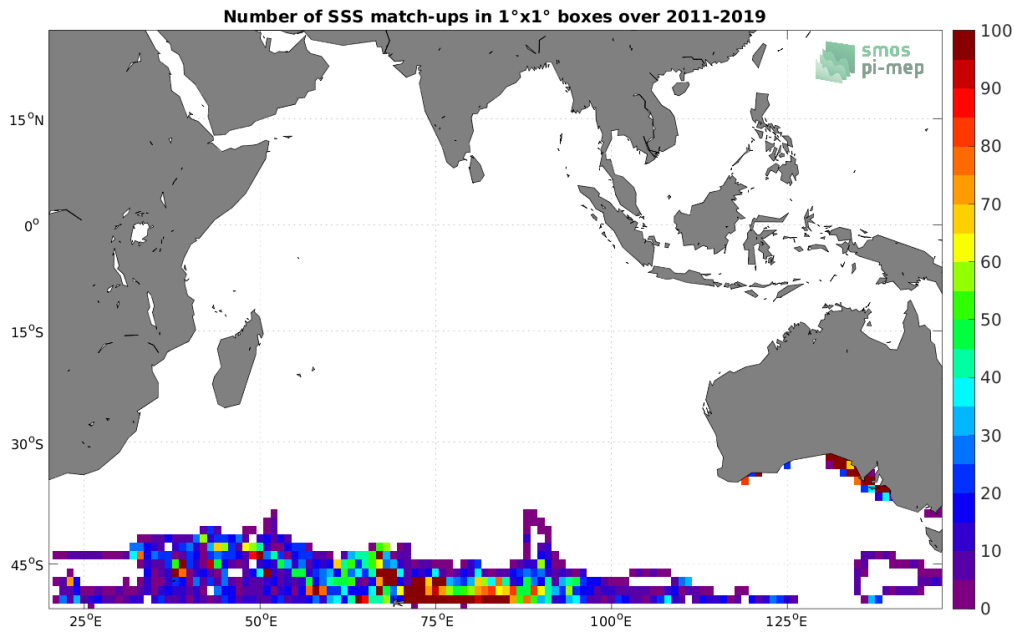 Number of SSS match-ups in 1°x1° boxes over 2011-2019
smos
pi-mep
15°N
0°
15°S
30°S
45°S
25°E
50°E
75°E
100°E
125°E
100
90
80
70
60
50
40
30
20
10
0